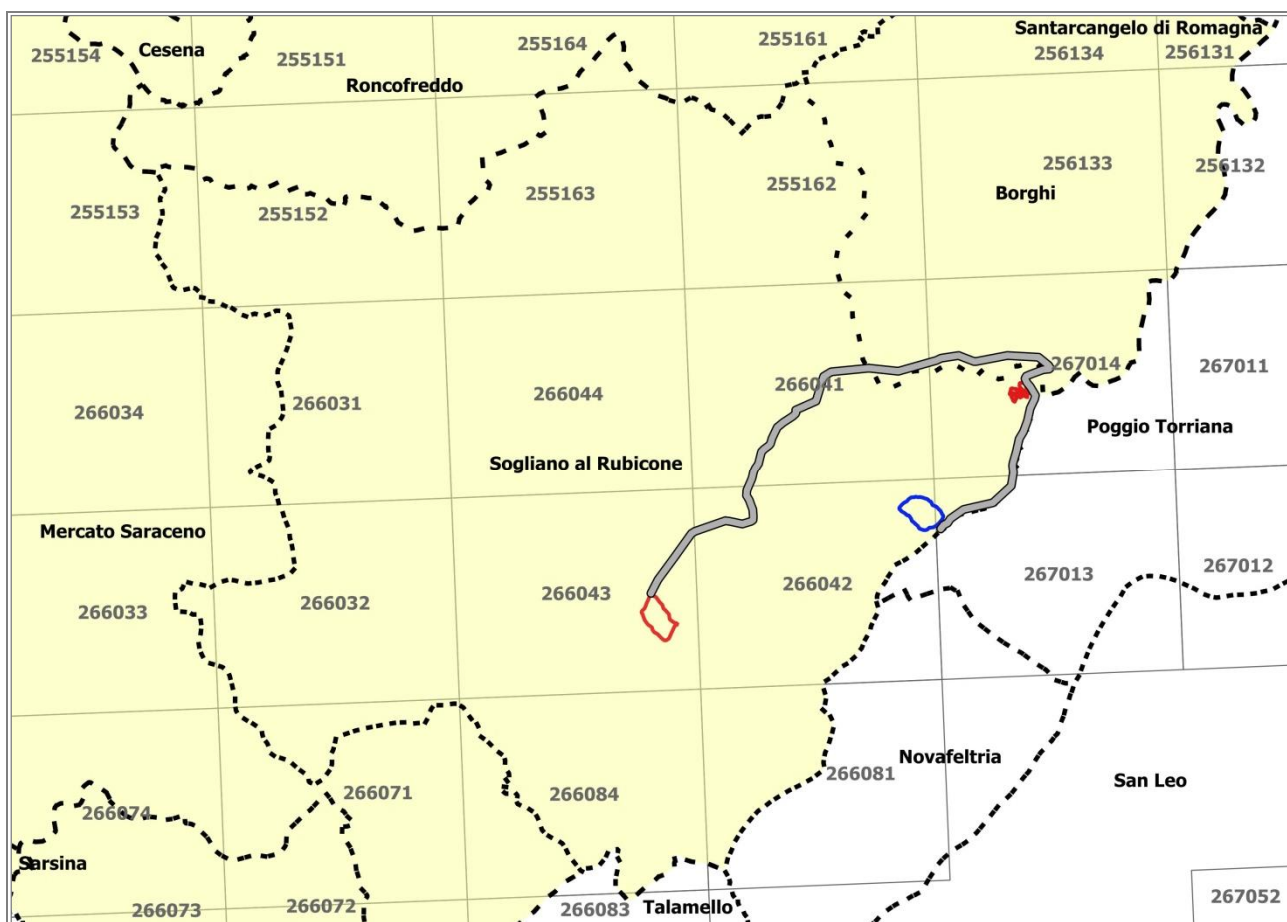 Santarcangelo di Romagna
255154
Cesena
255151
255164
255161
256134
256131
Roncofreddo
255153
255152
255163
255162
256133
256132
Borghi
266034
266031
266044
266041
267014
267011
Sogliano al Rubicone
Poggio Torriana
Mercato Saraceno
266033
266032
266043
266042
267013
267012
Novafeltria
San Leo
266074
266071
266084
266081
Sarsina
266073
266072
266083
Talamello
267052